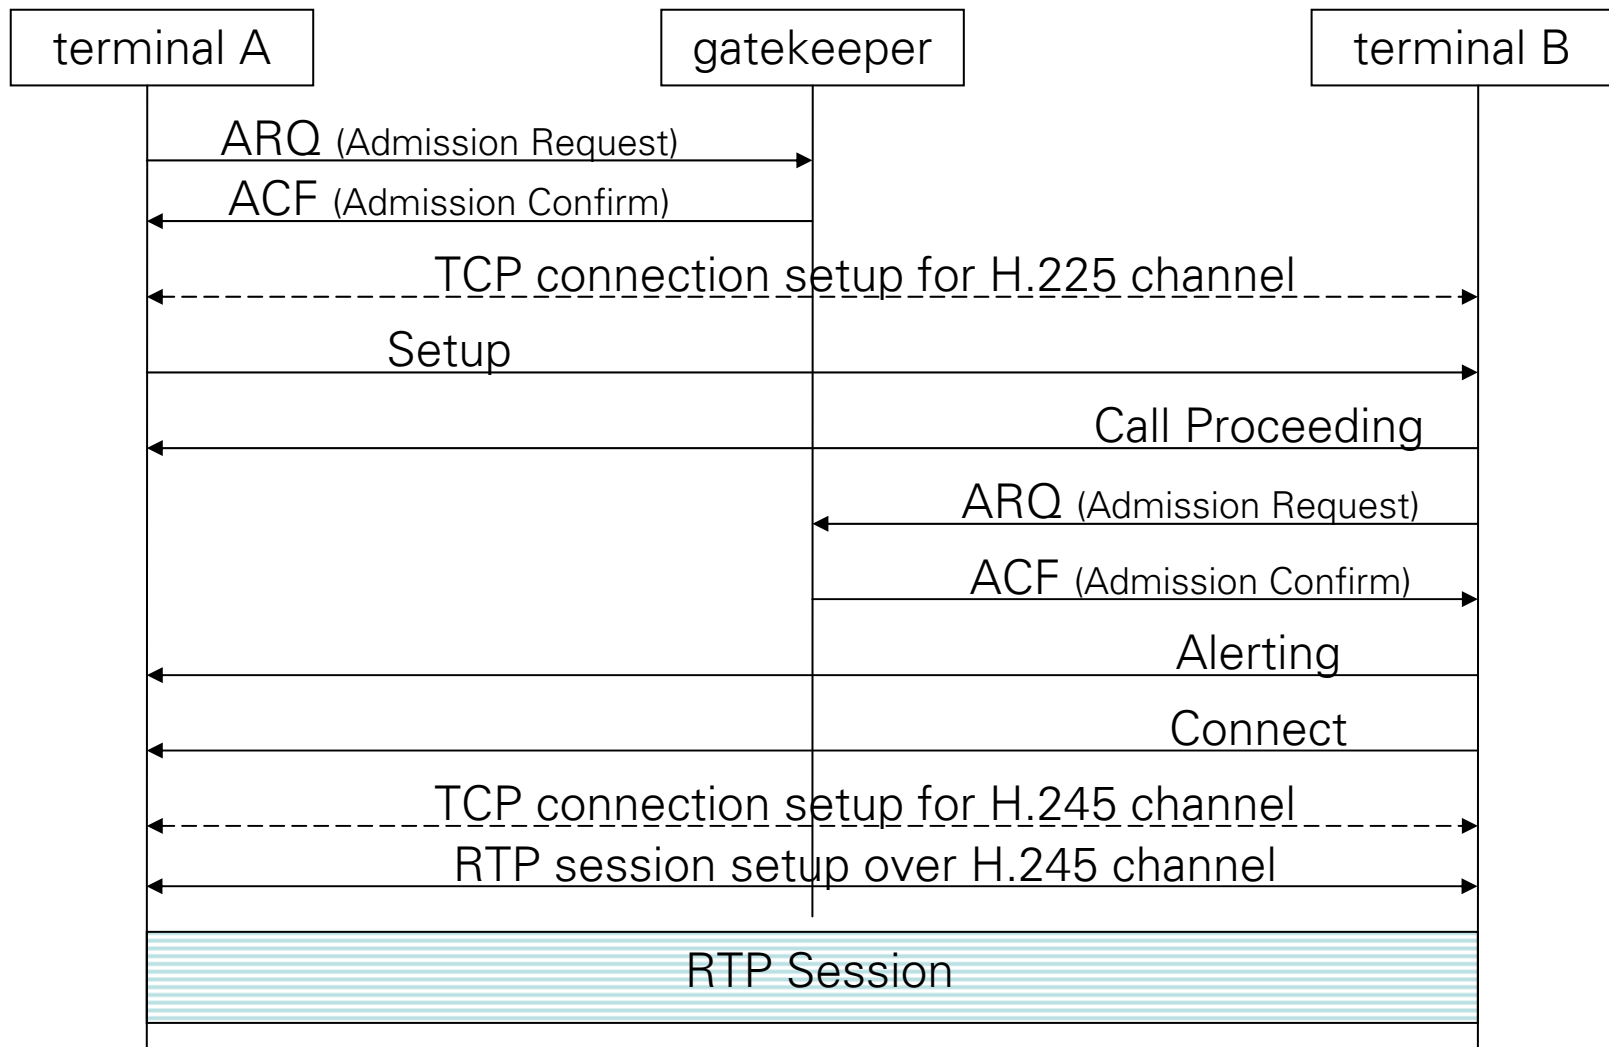 terminal A
gatekeeper
terminal B
ARQ (Admission Request)
ACF (Admission Confirm)
TCP connection setup for H.225 channel
Setup
Call Proceeding
ARQ (Admission Request)
ACF (Admission Confirm)
Alerting
Connect
TCP connection setup for H.245 channel
RTP session setup over H.245 channel
RTP Session